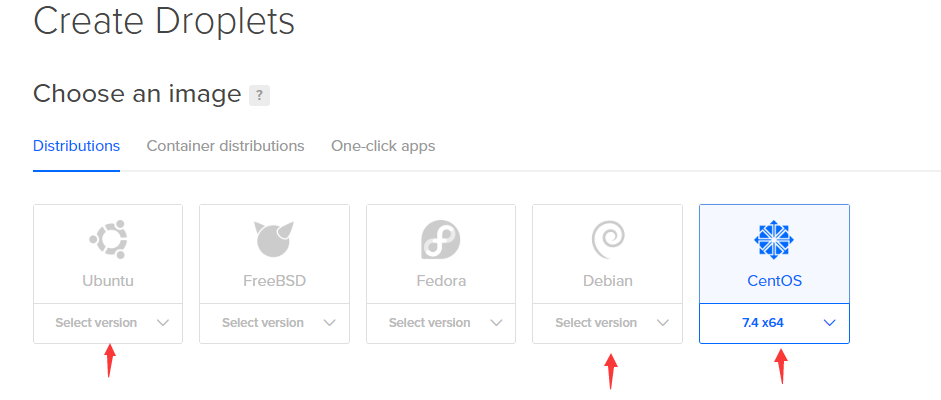 Create Droplets
Choose an image ?
Distributions Container distributions One-click apps
Ubuntu FreeBSD Fedora Debian CentOS
Select version Select version Select version Select version 7.4 x64